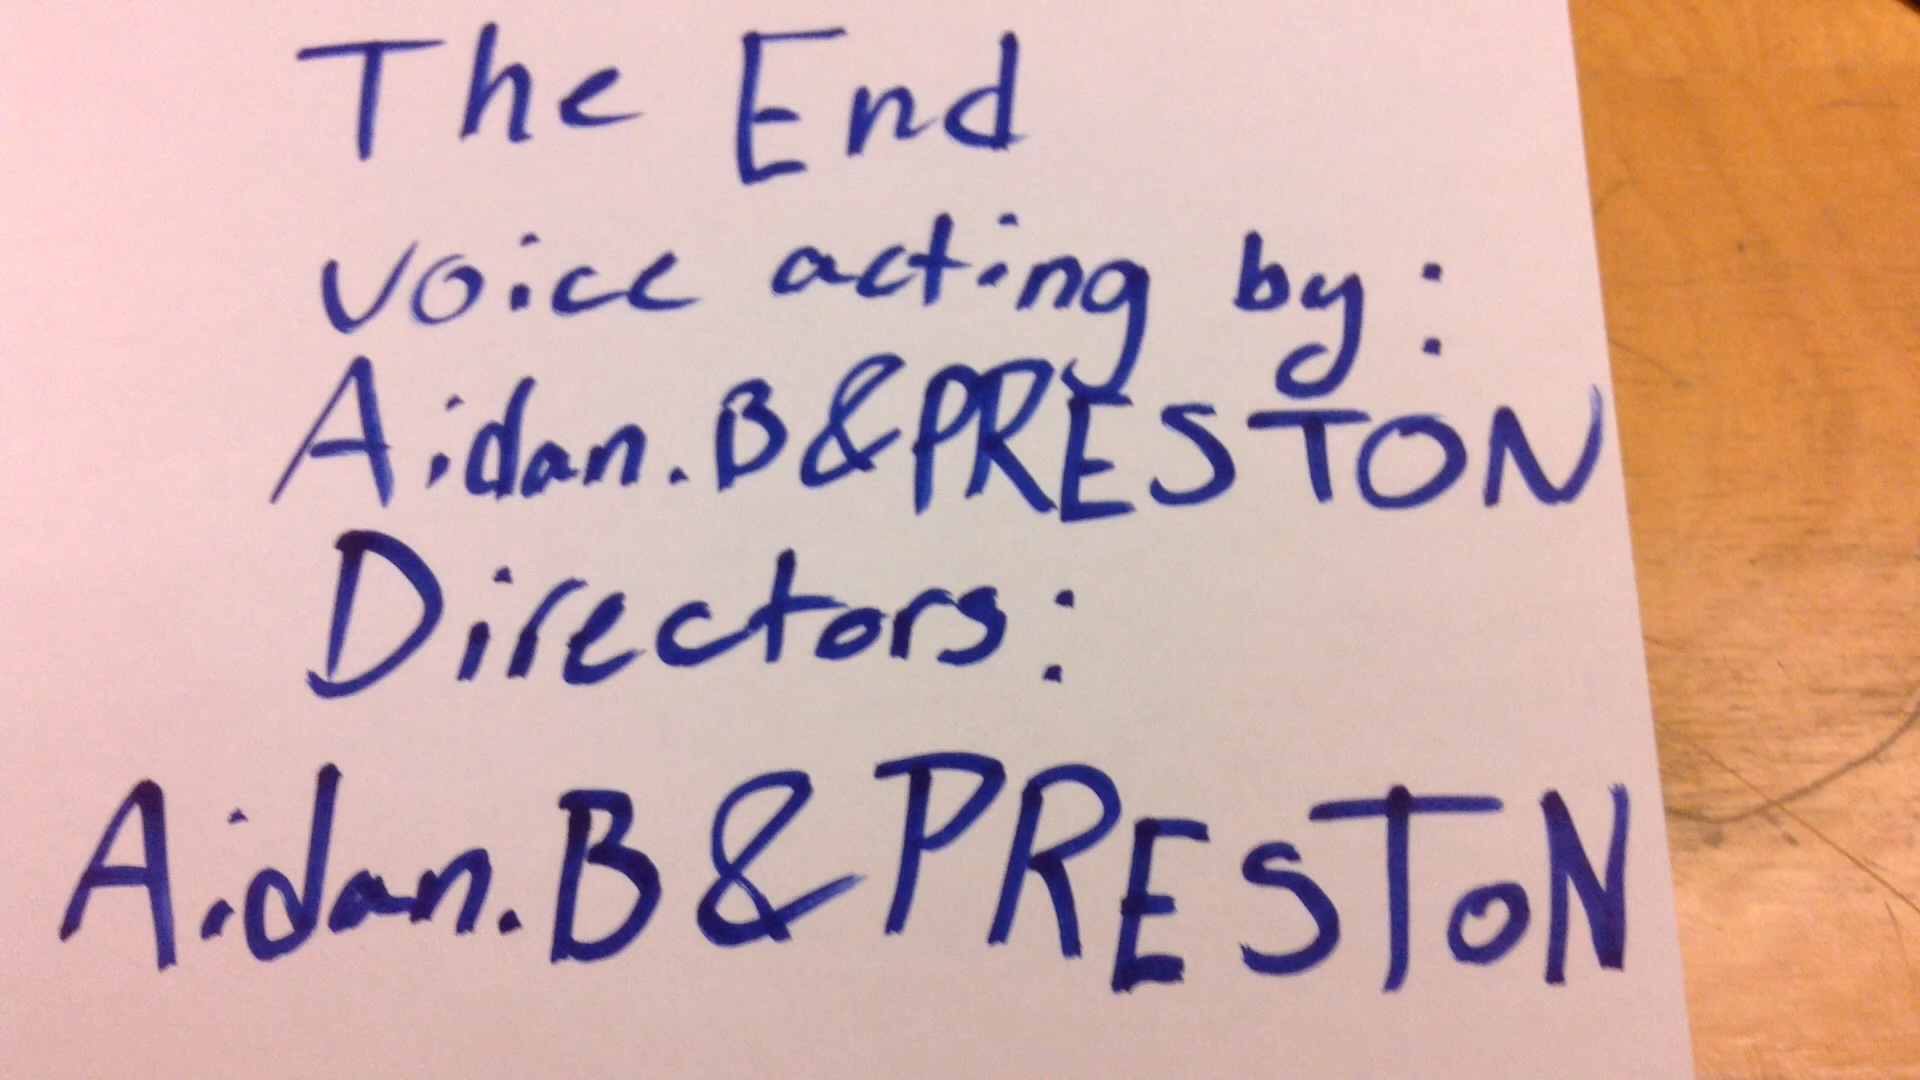 The End
voice acting by:
Aidan.B & PRESTON
Directors:
Aidan.B & PRESToN